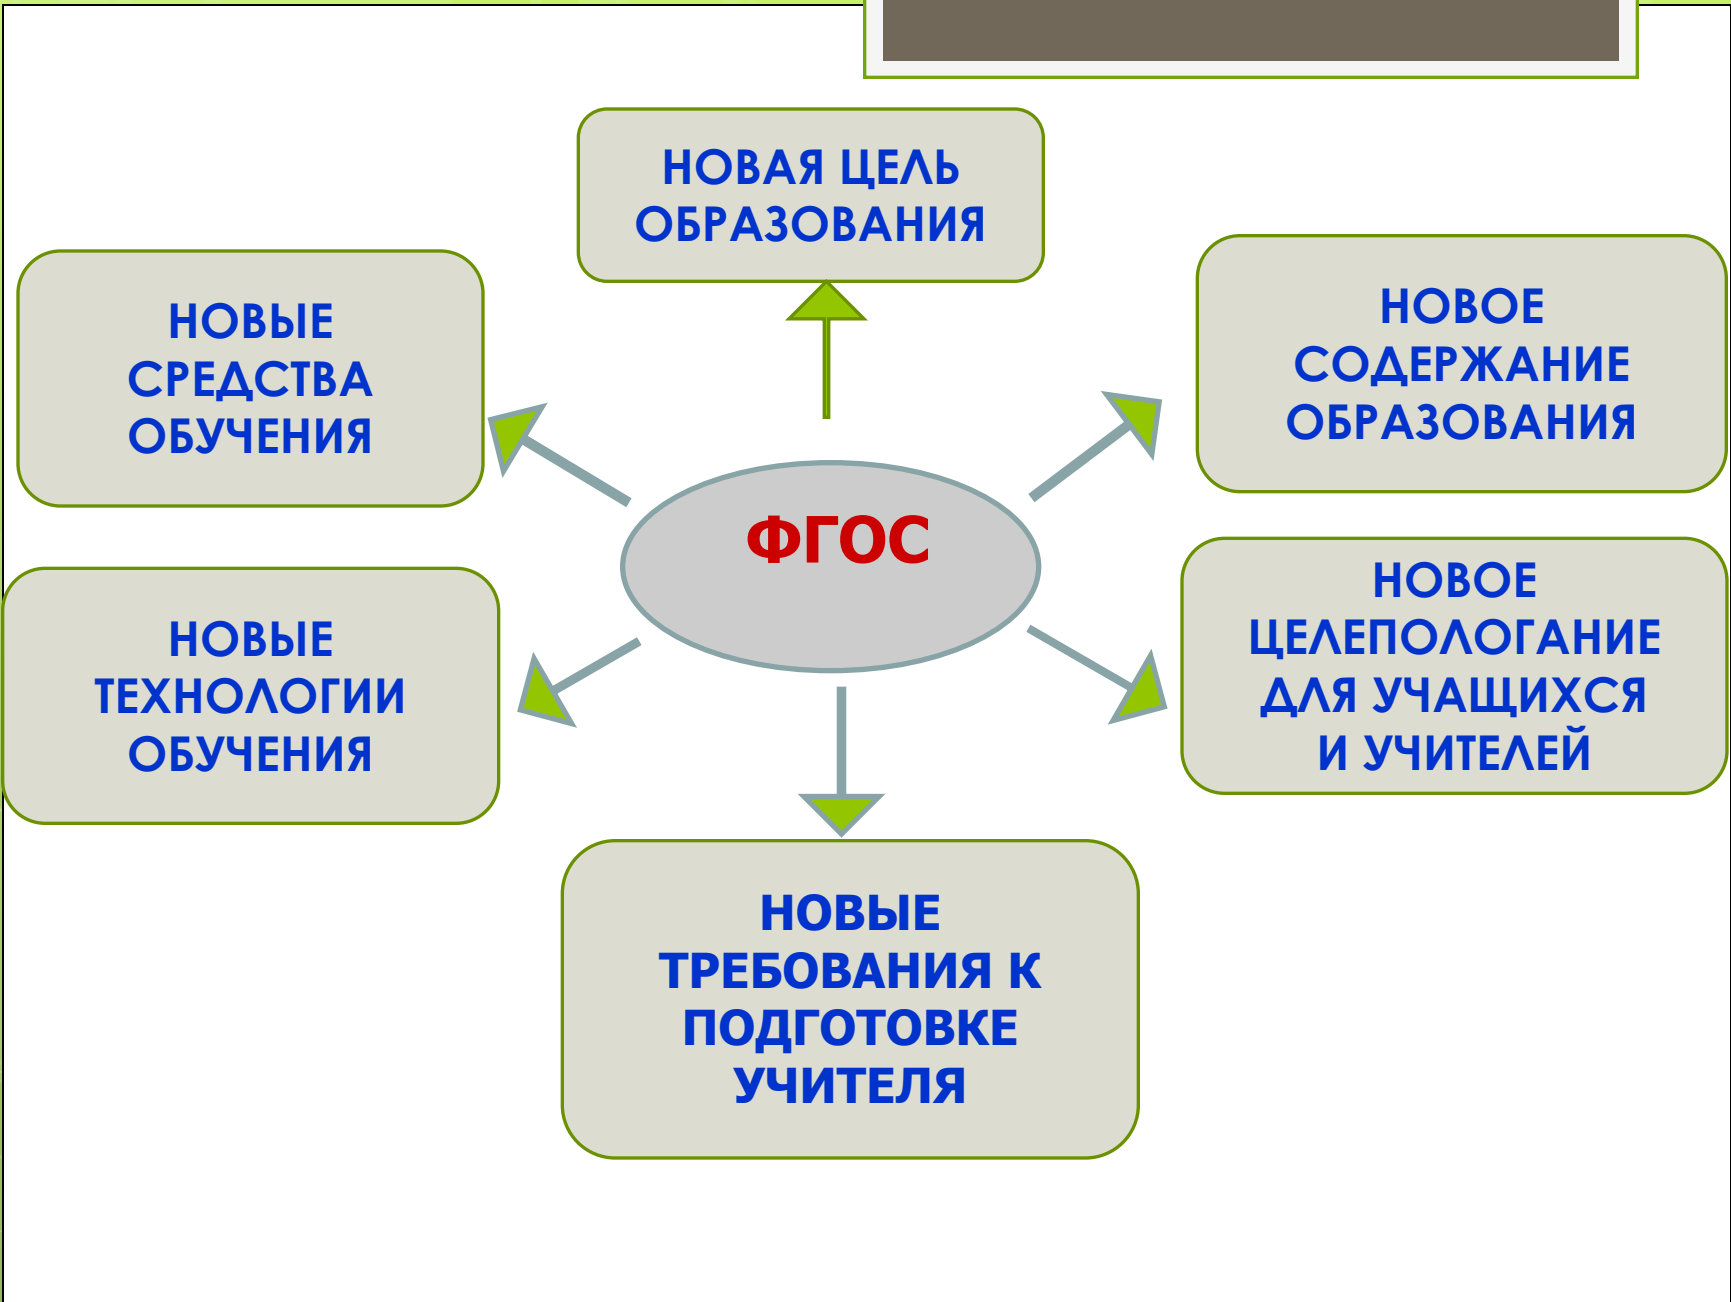 НОВАЯ ЦЕЛЬ
ОБРАЗОВАНИЯ
НОВЫЕ
СРЕДСТВА
ОБУЧЕНИЯ
НОВОЕ
СОДЕРЖАНИЕ
ОБРАЗОВАНИЯ
ФГОС
НОВЫЕ
ТЕХНОЛОГИИ
ОБУЧЕНИЯ
НОВОЕ
ЦЕЛЕПОЛОГАНИЕ
ДЛЯ УЧАЩИХСЯ
И УЧИТЕЛЕЙ
НОВЫЕ
ТРЕБОВАНИЯ К
ПОДГОТОВКЕ
УЧИТЕЛЯ